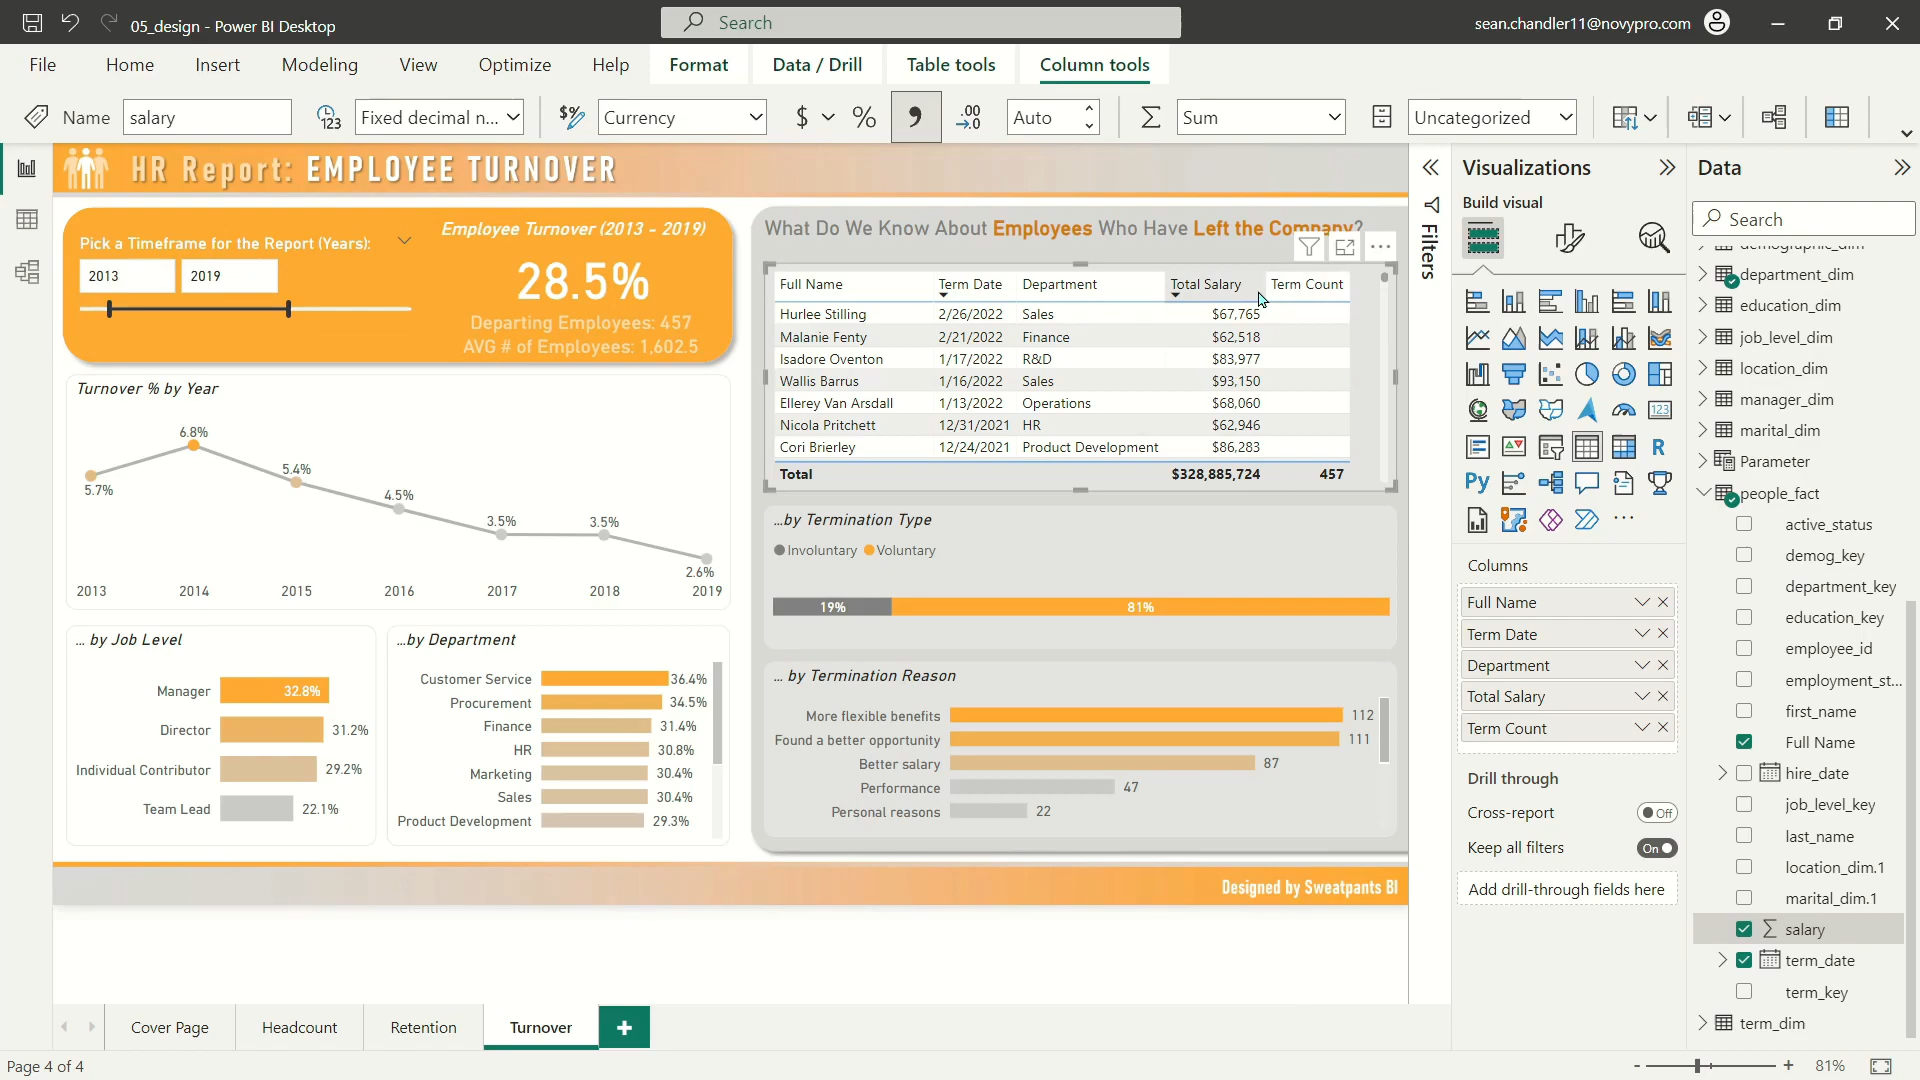 05_design - Power BI Desktop
Search
sean.chandler11@novypro.com
File
Home
Insert
Modeling
View
Optimize
Help
Format
Data / Drill
Table tools
Column tools
Name
salary
Fixed decimal n...
Currency
$
%
Auto
Sum
Uncategorized
HR Report: EMPLOYEE TURNOVER
Pick a Timeframe for the Report (Years):
2013
2019
Employee Turnover (2013 - 2019)
28.5%
Departing Employees: 457
AVG # of Employees: 1,602.5
Turnover % by Year
5.7%
6.8%
5.4%
4.5%
3.5%
3.5%
2.6%
2013
2014
2015
2016
2017
2018
2019
... by Job Level
Manager 32.8%
Director 31.2%
Individual Contributor 29.2%
Team Lead 22.1%
...by Department
Customer Service 36.4%
Procurement 34.5%
Finance 31.4%
HR 30.8%
Marketing 30.4%
Sales 30.4%
Product Development 29.3%
What Do We Know About Employees Who Have Left the Company?
Full Name Term Date Department Total Salary Term Count
Hurlee Stilling 2/26/2022 Sales $67,765
Malanie Fenty 2/21/2022 Finance $62,518
Isadore Oventon 1/17/2022 R&D $83,977
Wallis Barrus 1/16/2022 Sales $93,150
Ellerey Van Arsdall 1/13/2022 Operations $68,060
Nicola Pritchett 12/31/2021 HR $62,946
Cori Brierley 12/24/2021 Product Development $86,283
Total $328,885,724 457
...by Termination Type
Involuntary Voluntary
19% 81%
... by Termination Reason
More flexible benefits 112
Found a better opportunity 111
Better salary 87
Performance 47
Personal reasons 22
Designed by Sweatpants BI
Filters
Visualizations
Build visual
123
R
Py
Columns
Full Name
Term Date
Department
Total Salary
Term Count
Drill through
Cross-report
Off
Keep all filters
On
Add drill-through fields here
Data
Search
demographic_dim
department_dim
education_dim
job_level_dim
location_dim
manager_dim
marital_dim
Parameter
people_fact
active_status
demog_key
department_key
education_key
employee_id
employment_st...
first_name
Full Name
hire_date
job_level_key
last_name
location_dim.1
marital_dim.1
salary
term_date
term_key
term_dim
Cover Page
Headcount
Retention
Turnover
Page 4 of 4
81%